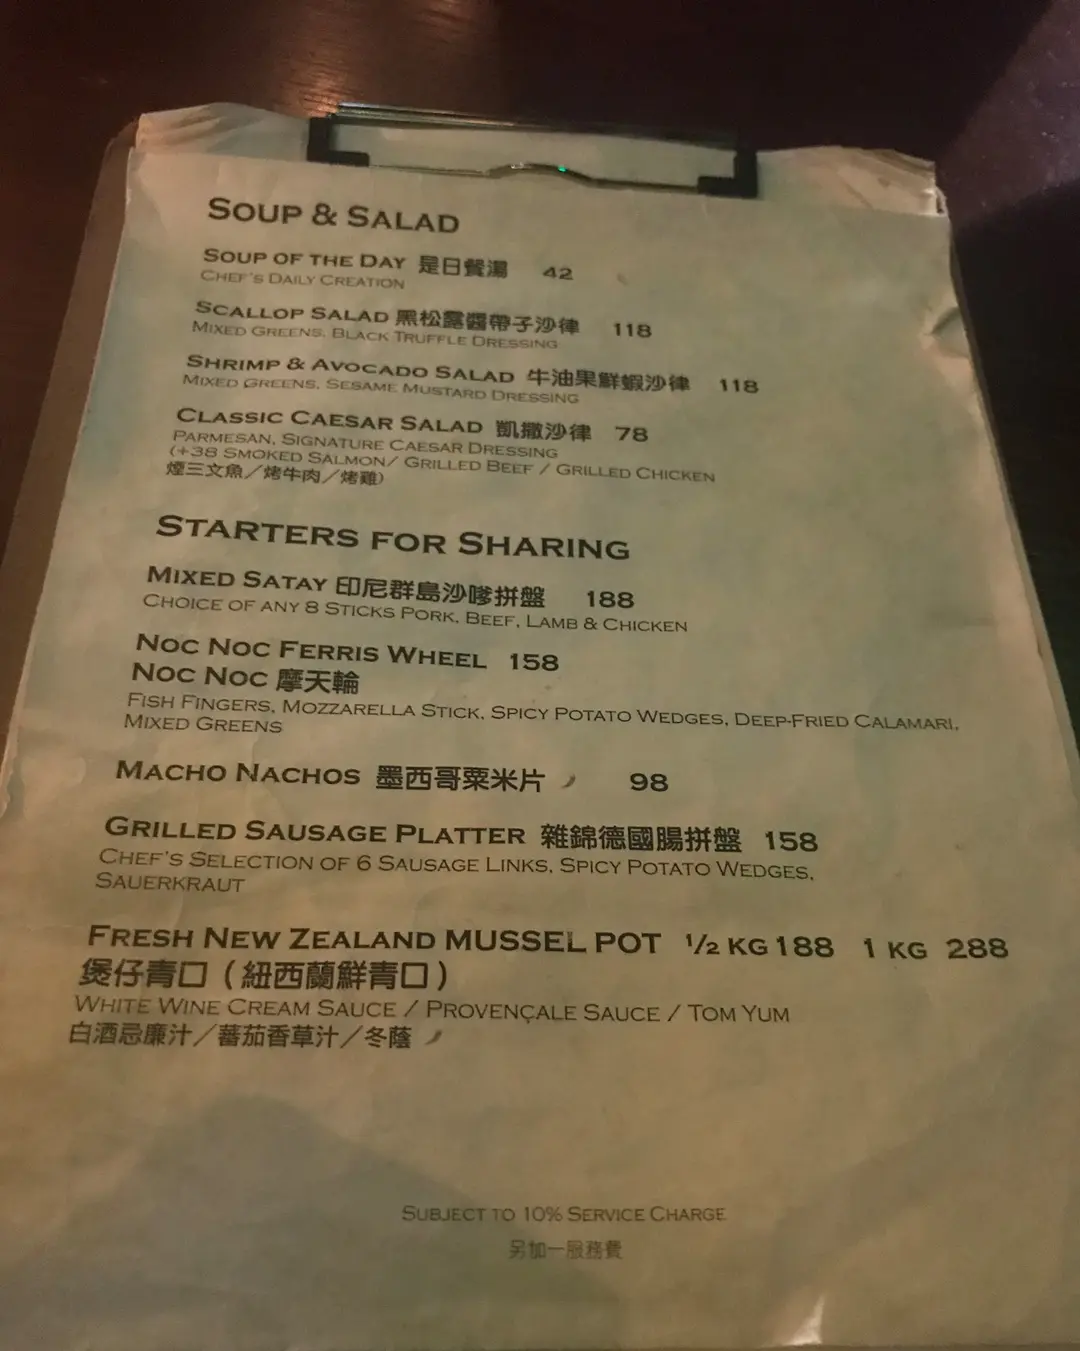 SOUP & SALAD
SOUP OF THE DAY 是日餐湯 42
CHEF'S DAILY CREATION
SCALLOP SALAD 黑松露醬帶子沙律 118
MIXED GREENS, BLACK TRUFFLE DRESSING
SHRIMP & AVOCADO SALAD 牛油果鮮蝦沙律 118
MIXED GREENS, SESAME MUSTARD DRESSING
CLASSIC CAESAR SALAD 凱撒沙律 78
PARMESAN, SIGNATURE CAESAR DRESSING
(+38 SMOKED SALMON/ GRILLED BEEF / GRILLED CHICKEN
煙三文魚／烤牛肉／烤雞)
STARTERS FOR SHARING
MIXED SATAY 印尼群島沙嗲拼盤 188
CHOICE OF ANY 8 STICKS PORK, BEEF, LAMB & CHICKEN
NOC NOC FERRIS WHEEL 158
NOC NOC 摩天輪
FISH FINGERS, MOZZARELLA STICK, SPICY POTATO WEDGES, DEEP-FRIED CALAMARI,
MIXED GREENS
MACHO NACHOS 墨西哥粟米片 98
GRILLED SAUSAGE PLATTER 雜錦德國腸拼盤 158
CHEF'S SELECTION OF 6 SAUSAGE LINKS, SPICY POTATO WEDGES,
SAUERKRAUT
FRESH NEW ZEALAND MUSSEL POT ½ KG 188 1 KG 288
煲仔青口（紐西蘭鮮青口）
WHITE WINE CREAM SAUCE / PROVENÇALE SAUCE / TOM YUM
白酒忌廉汁／蕃茄香草汁／冬蔭
SUBJECT TO 10% SERVICE CHARGE
另加一服務費